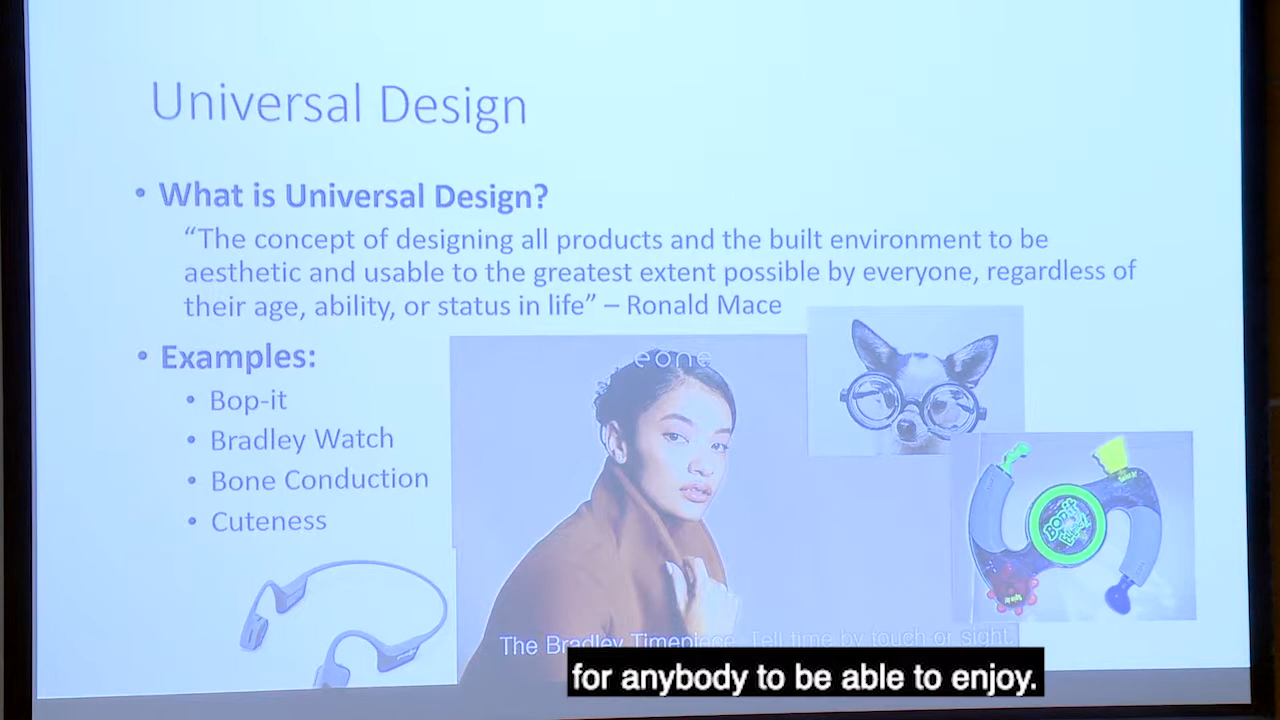 Universal Design
• What is Universal Design?
“The concept of designing all products and the built environment to be
aesthetic and usable to the greatest extent possible by everyone, regardless of
their age, ability, or status in life” – Ronald Mace
• Examples:
• Bop-it
• Bradley Watch
• Bone Conduction
• Cuteness
eone
The Bradley Timepiece. Tell time by touch or sight.
for anybody to be able to enjoy.